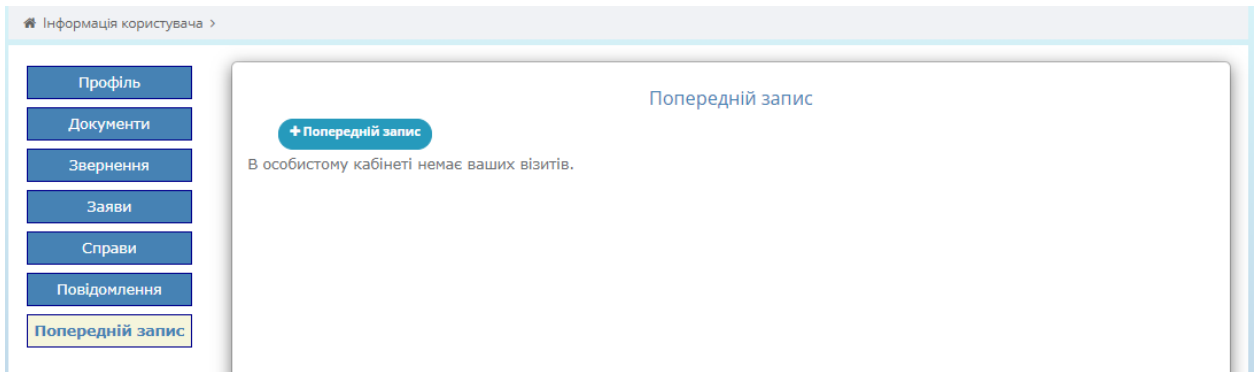 Інформація користувача >
Профіль
Документи
Звернення
Заяви
Справи
Повідомлення
Попередній запис
Попередній запис
+ Попередній запис
В особистому кабінеті немає ваших візитів.